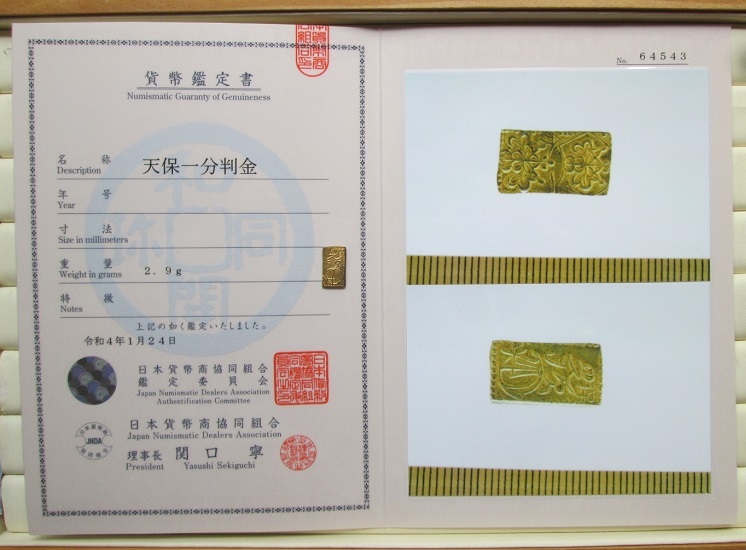 貨幣鑑定書
Numismatic Guaranty of Genuineness
名称 天保一分判金
Description
年号
Year
寸法
Size in millimeters
重量 2.9g
Weight in grams
特徴
Notes
上記の如く鑑定いたしました。
令和4年1月24日
日本貨幣商協同組合
鑑定委員会
Japan Numismatic Dealers Association
Authentification Committee
日本貨幣商協同組合
Japan Numismatic Dealers Association
理事長 関口寧
President Yasushi Sekiguchi
JNDA
和同開珎
No. 64543